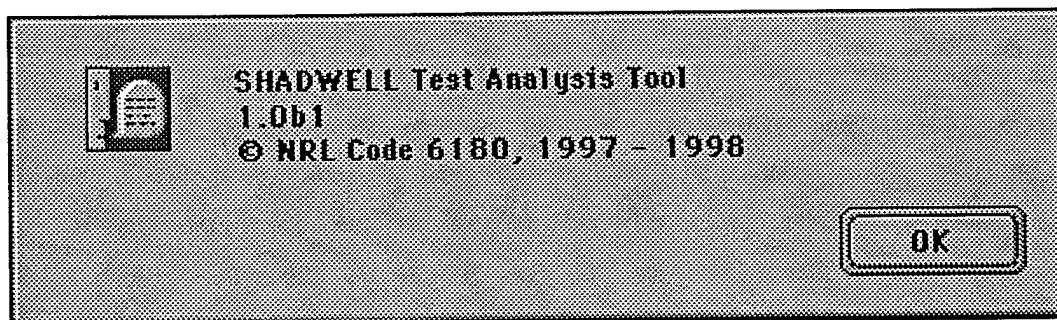 SHADWELL Test Analysis Tool
1.0b1
© NRL Code 6180, 1997 - 1998
OK